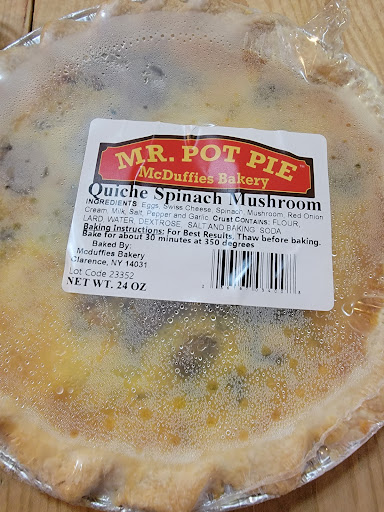 MR. POT PIE™
McDuffies Bakery
Quiche Spinach Mushroom
INGREDIENTS: Eggs, Swiss Cheese, Spinach, Mushroom, Red Onion
Cream, Milk, Salt, Pepper and Garlic. Crust CONTAINS: FLOUR,
LARD, WATER, DEXTROSE, SALT AND BAKING SODA
Baking Instructions: For Best Results, Thaw before baking.
Bake for about 30 minutes at 350 degrees
Baked By:
Mcduffies Bakery
Clarence, NY 14031
Lot Code 23352
NET WT. 24 OZ